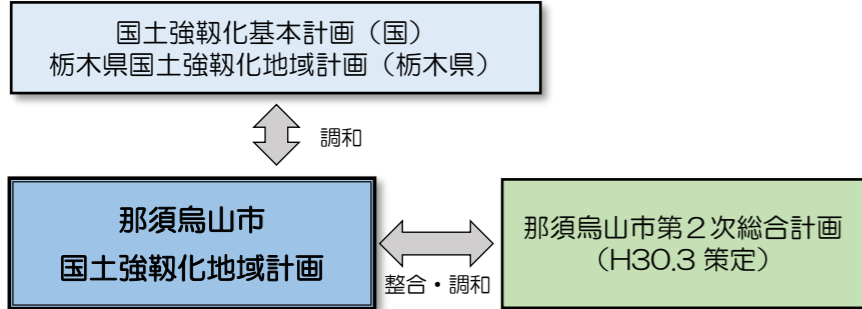 国土強靱化基本計画（国）
栃木県国土強靱化地域計画（栃木県）
調和
那須烏山市
国土強靱化地域計画
整合・調和
那須烏山市第２次総合計画
（H30.3 策定）